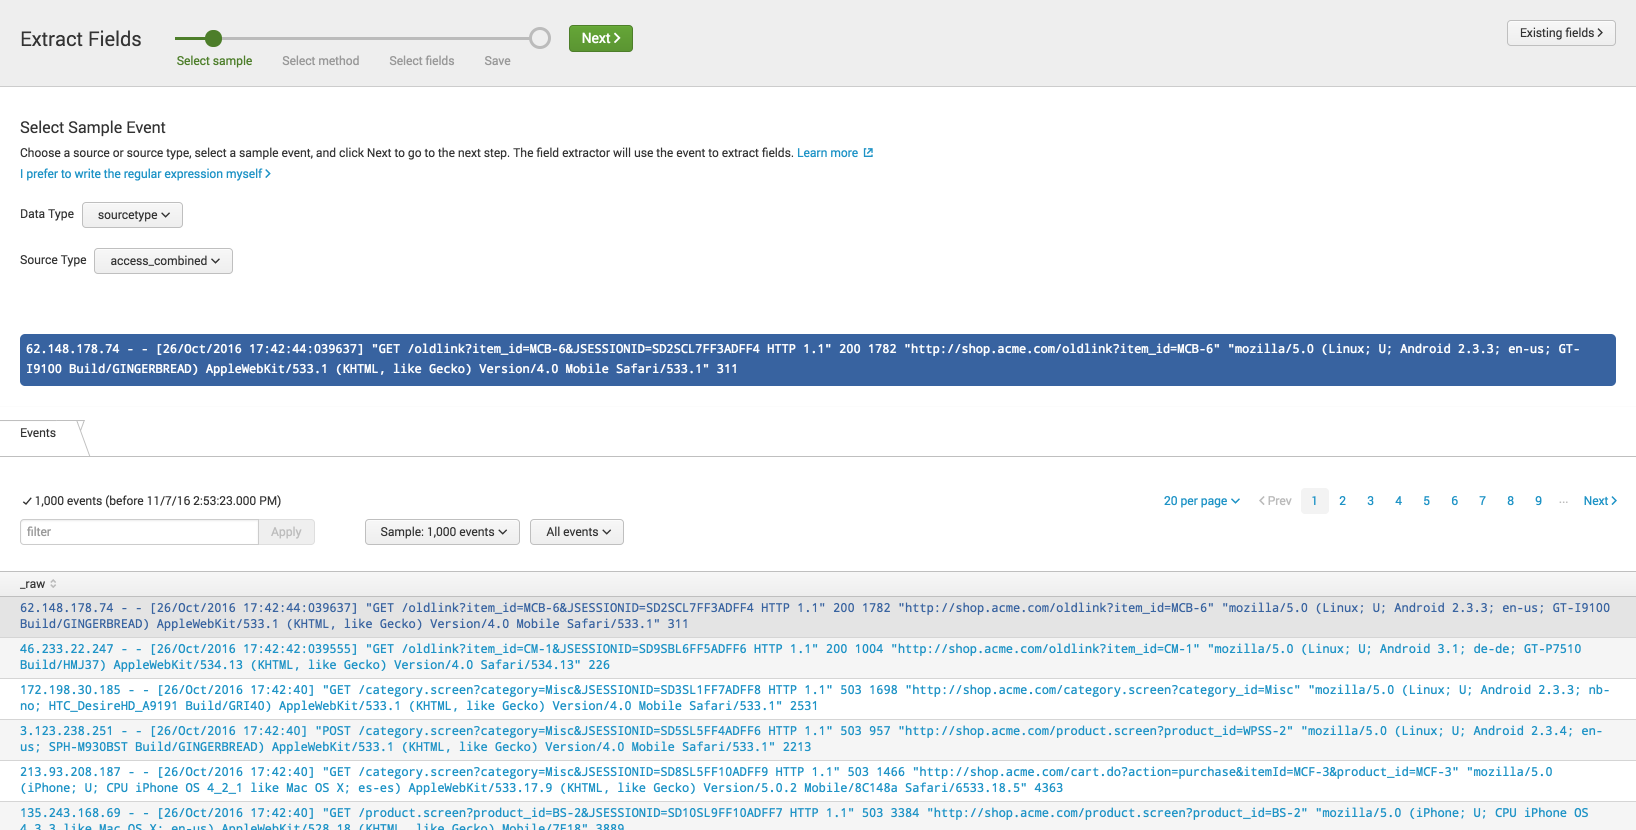 Extract Fields
Next >
Existing fields >
Select sample
Select method
Select fields
Save
Select Sample Event
Choose a source or source type, select a sample event, and click Next to go to the next step. The field extractor will use the event to extract fields. Learn more
I prefer to write the regular expression myself >
Data Type
sourcetype
Source Type
access_combined
62.148.178.74 - - [26/Oct/2016 17:42:44:039637] "GET /oldlink?item_id=MCB-6&JSESSIONID=SD2SCL7FF3ADFF4 HTTP 1.1" 200 1782 "http://shop.acme.com/oldlink?item_id=MCB-6" "mozilla/5.0 (Linux; U; Android 2.3.3; en-us; GT-
I9100 Build/GINGERBREAD) AppleWebKit/533.1 (KHTML, like Gecko) Version/4.0 Mobile Safari/533.1" 311
Events
✓ 1,000 events (before 11/7/16 2:53:23.000 PM)
20 per page
< Prev
1 2 3 4 5 6 7 8 9 ... Next >
filter
Apply
Sample: 1,000 events
All events
_raw
62.148.178.74 - - [26/Oct/2016 17:42:44:039637] "GET /oldlink?item_id=MCB-6&JSESSIONID=SD2SCL7FF3ADFF4 HTTP 1.1" 200 1782 "http://shop.acme.com/oldlink?item_id=MCB-6" "mozilla/5.0 (Linux; U; Android 2.3.3; en-us; GT-I9100
Build/GINGERBREAD) AppleWebKit/533.1 (KHTML, like Gecko) Version/4.0 Mobile Safari/533.1" 311
46.233.22.247 - - [26/Oct/2016 17:42:42:039555] "GET /oldlink?item_id=CM-1&JSESSIONID=SD9SBL6FF5ADFF6 HTTP 1.1" 200 1004 "http://shop.acme.com/oldlink?item_id=CM-1" "mozilla/5.0 (Linux; U; Android 3.1; de-de; GT-P7510
Build/HMJ37) AppleWebKit/534.13 (KHTML, like Gecko) Version/4.0 Safari/534.13" 226
172.198.30.185 - - [26/Oct/2016 17:42:40] "GET /category.screen?category=Misc&JSESSIONID=SD3SL1FF7ADFF8 HTTP 1.1" 503 1698 "http://shop.acme.com/category.screen?category_id=Misc" "mozilla/5.0 (Linux; U; Android 2.3.3; nb-
no; HTC_DesireHD_A9191 Build/GRI40) AppleWebKit/533.1 (KHTML, like Gecko) Version/4.0 Mobile Safari/533.1" 2531
3.123.238.251 - - [26/Oct/2016 17:42:40] "POST /category.screen?category=Misc&JSESSIONID=SD5SL5FF4ADFF6 HTTP 1.1" 503 957 "http://shop.acme.com/product.screen?product_id=WPSS-2" "mozilla/5.0 (Linux; U; Android 2.3.4; en-
us; SPH-M930BST Build/GINGERBREAD) AppleWebKit/533.1 (KHTML, like Gecko) Version/4.0 Mobile Safari/533.1" 2213
213.93.208.187 - - [26/Oct/2016 17:42:40] "GET /category.screen?category=Misc&JSESSIONID=SD8SL5FF10ADFF9 HTTP 1.1" 503 1466 "http://shop.acme.com/cart.do?action=purchase&itemId=MCF-3&product_id=MCF-3" "mozilla/5.0
(iPhone; U; CPU iPhone OS 4_2_1 like Mac OS X; es-es) AppleWebKit/533.17.9 (KHTML, like Gecko) Version/5.0.2 Mobile/8C148a Safari/6533.18.5" 4363
135.243.168.69 - - [26/Oct/2016 17:42:40] "GET /product.screen?product_id=BS-2&JSESSIONID=SD10SL9FF10ADFF7 HTTP 1.1" 503 3384 "http://shop.acme.com/product.screen?product_id=BS-2" "mozilla/5.0 (iPhone; U; CPU iPhone OS
4_3_3 like Mac OS X; en-us) AppleWebKit/528.18 (KHTML, like Gecko) Mobile/7E18" 3889